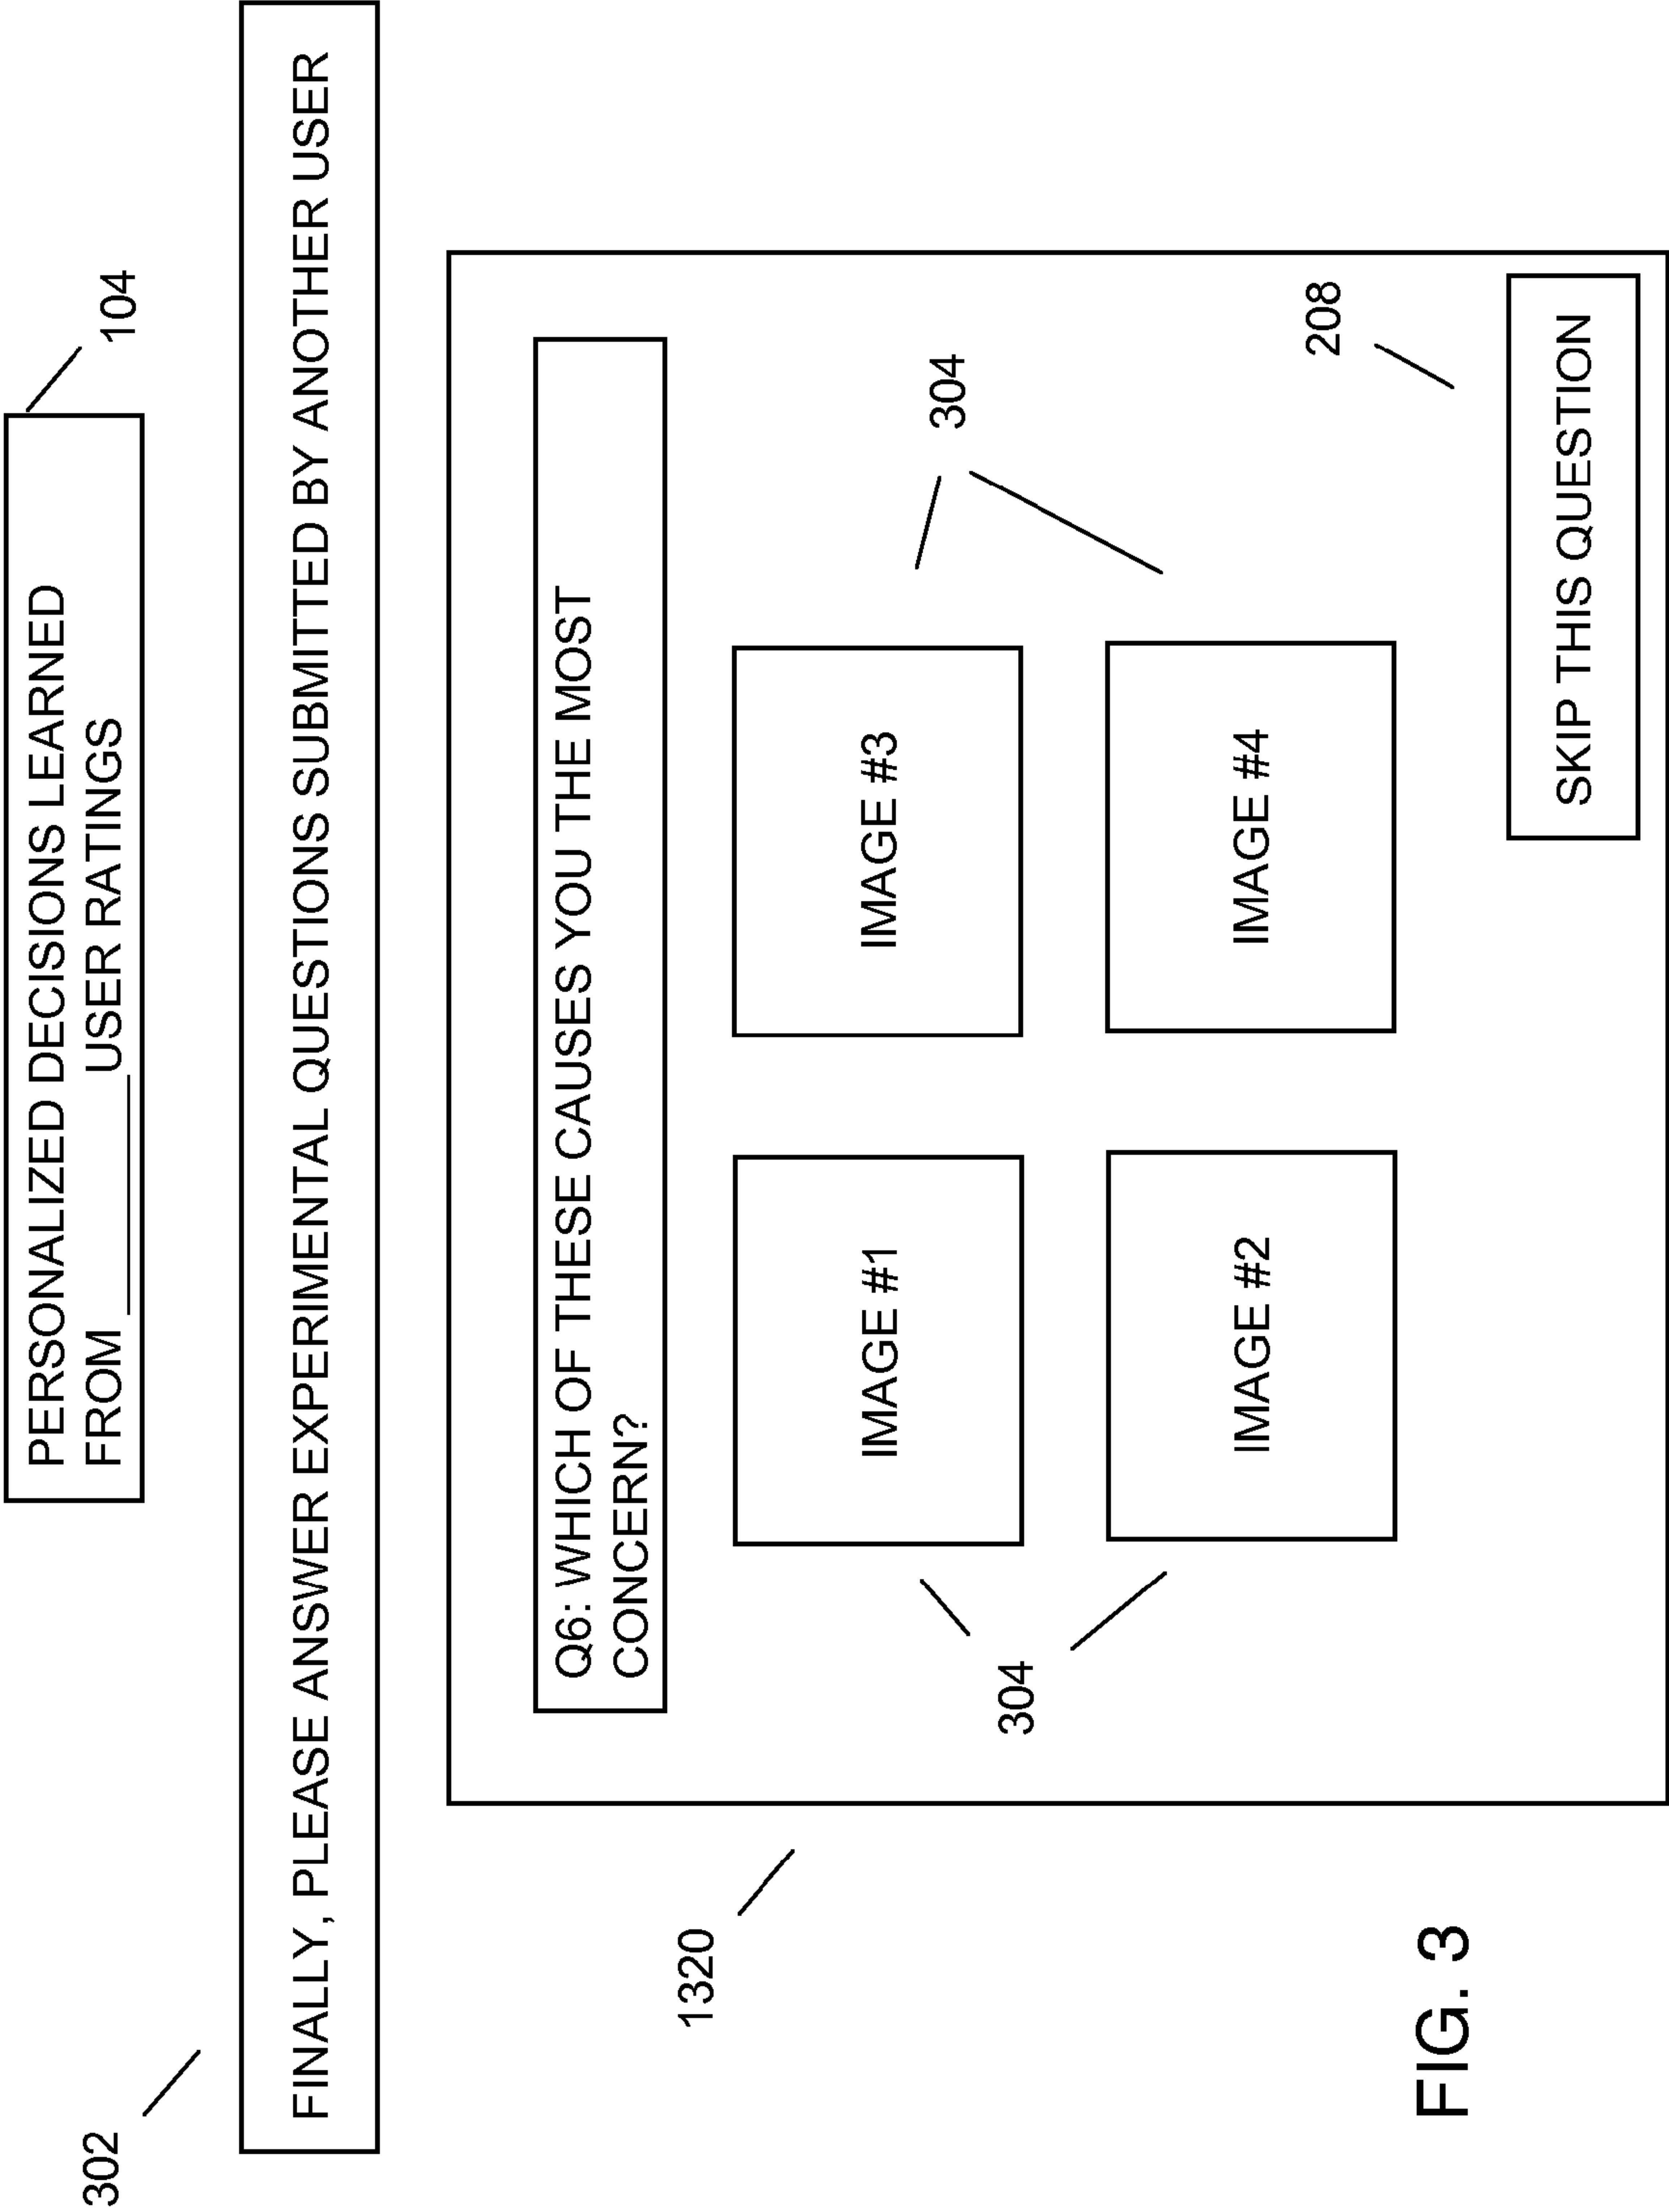 PERSONALIZED DECISIONS LEARNED
FROM ________ USER RATINGS
104
302
FINALLY, PLEASE ANSWER EXPERIMENTAL QUESTIONS SUBMITTED BY ANOTHER USER
1320
Q6: WHICH OF THESE CAUSES YOU THE MOST
CONCERN?
304
IMAGE #1
IMAGE #3
304
IMAGE #2
IMAGE #4
208
SKIP THIS QUESTION
FIG. 3